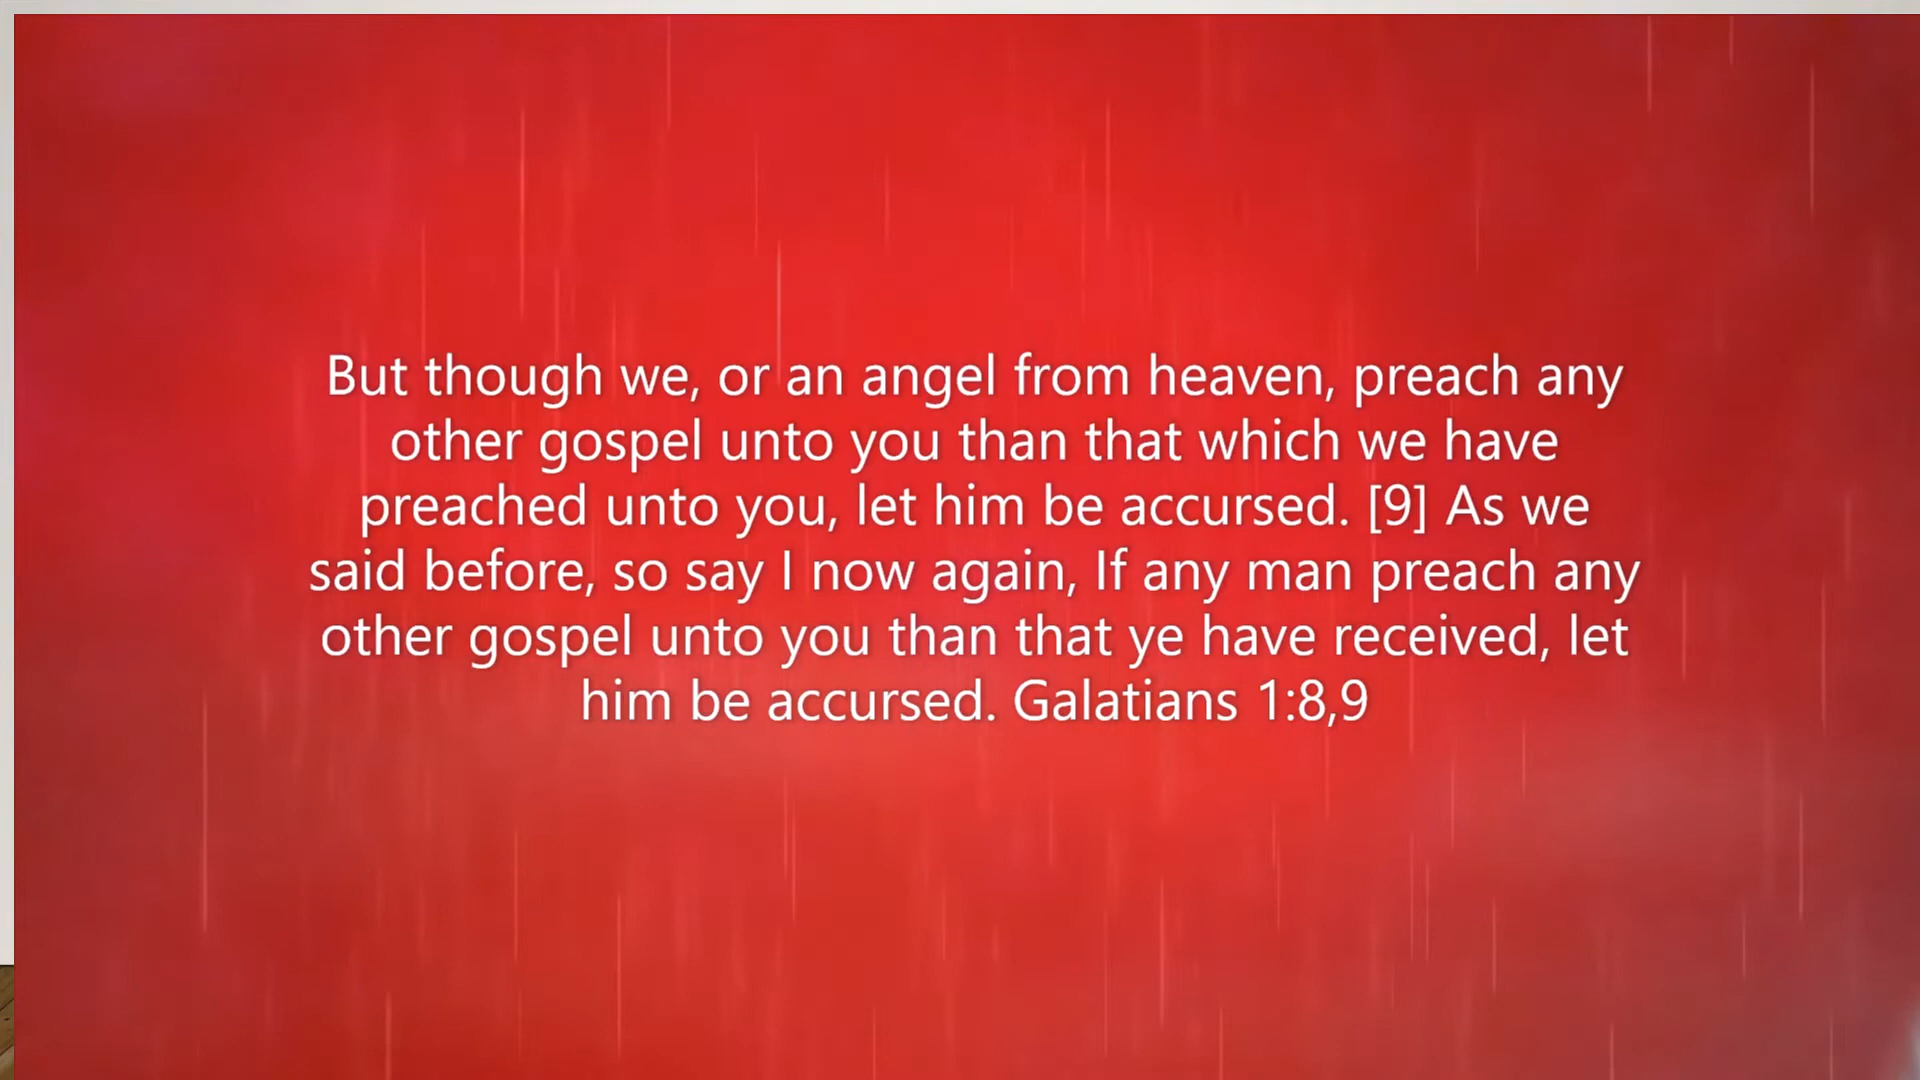 But though we, or an angel from heaven, preach any
other gospel unto you than that which we have
preached unto you, let him be accursed. [9] As we
said before, so say I now again, If any man preach any
other gospel unto you than that ye have received, let
him be accursed. Galatians 1:8,9